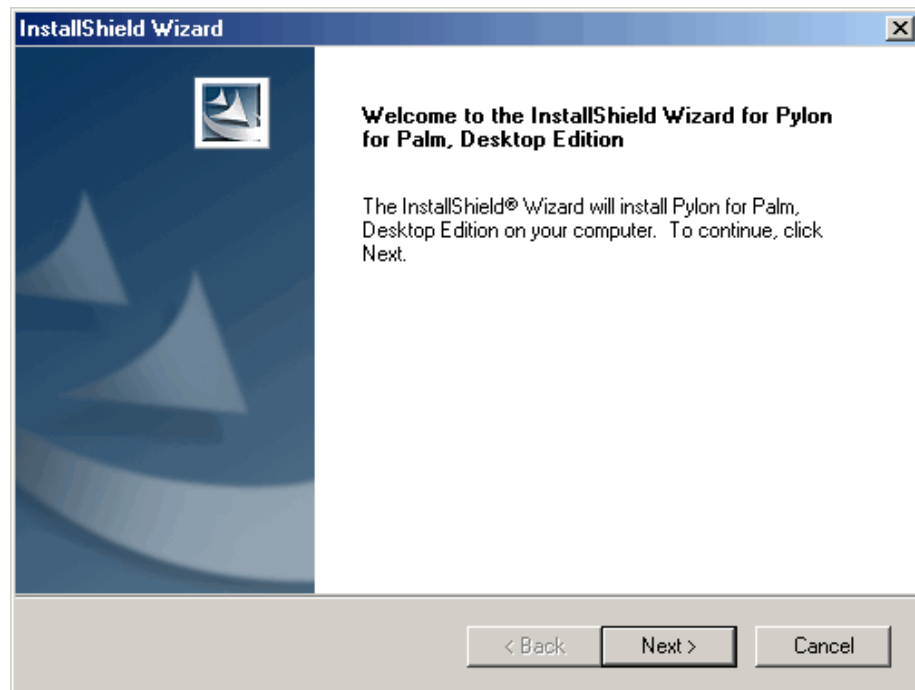 InstallShield Wizard
Welcome to the InstallShield Wizard for Pylon
for Palm, Desktop Edition
The InstallShield® Wizard will install Pylon for Palm,
Desktop Edition on your computer.  To continue, click
Next.
< Back
Next >
Cancel